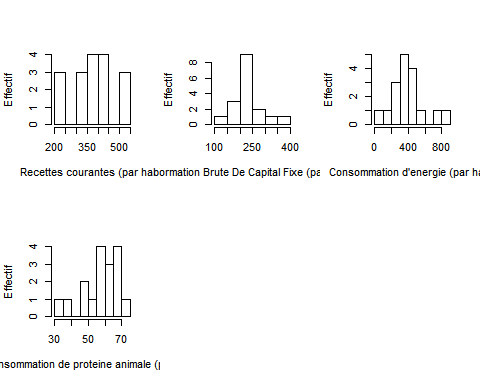 Effectif
4
3
2
1
0
200 350 500
Recettes courantes (par hab
Effectif
8
6
4
2
0
100 250 400
ormation Brute De Capital Fixe (pa
Effectif
4
2
0
0 400 800
Consommation d'energie (par ha
Effectif
4
3
2
1
0
30 50 70
nsommation de proteine animale (p